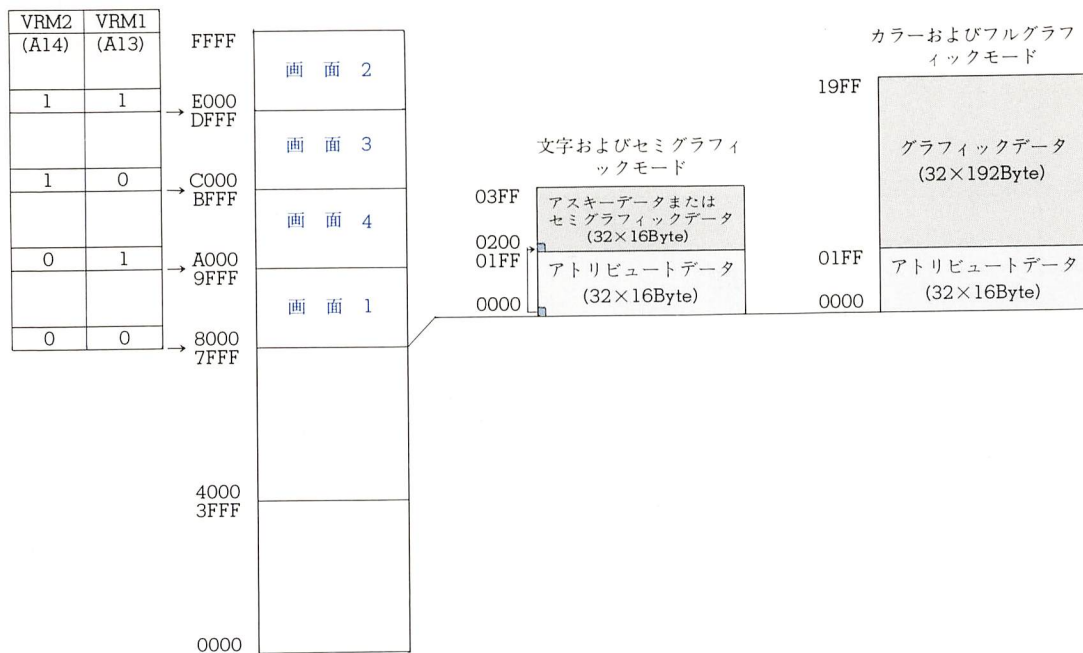 VRM2 VRM1
(A14) (A13)
1 1
1 0
0 1
0 0
FFFF
E000
DFFF
C000
BFFF
A000
9FFF
8000
7FFF
4000
3FFF
0000
画面2
画面3
画面4
画面1
文字およびセミグラフィ
ックモード
03FF
0200
01FF
0000
アスキーデータまたは
セミグラフィックデータ
(32×16Byte)
アトリビュートデータ
(32×16Byte)
カラーおよびフルグラフ
ィックモード
19FF
01FF
0000
グラフィックデータ
(32×192Byte)
アトリビュートデータ
(32×16Byte)